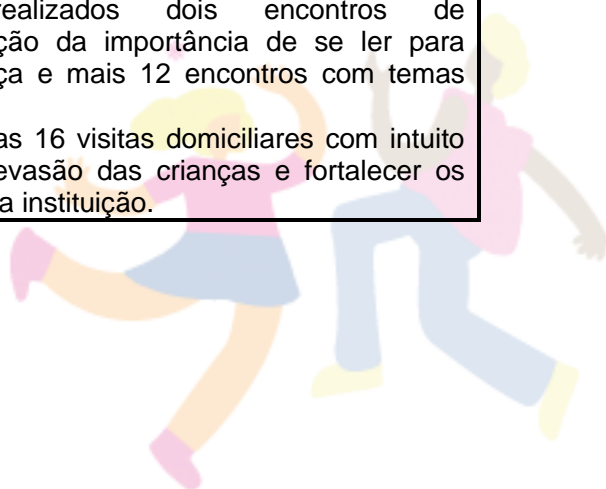 realizados dois encontros de
ção da importância de se ler para
ça e mais 12 encontros com temas
as 16 visitas domiciliares com intuito
evasão das crianças e fortalecer os
a instituição.